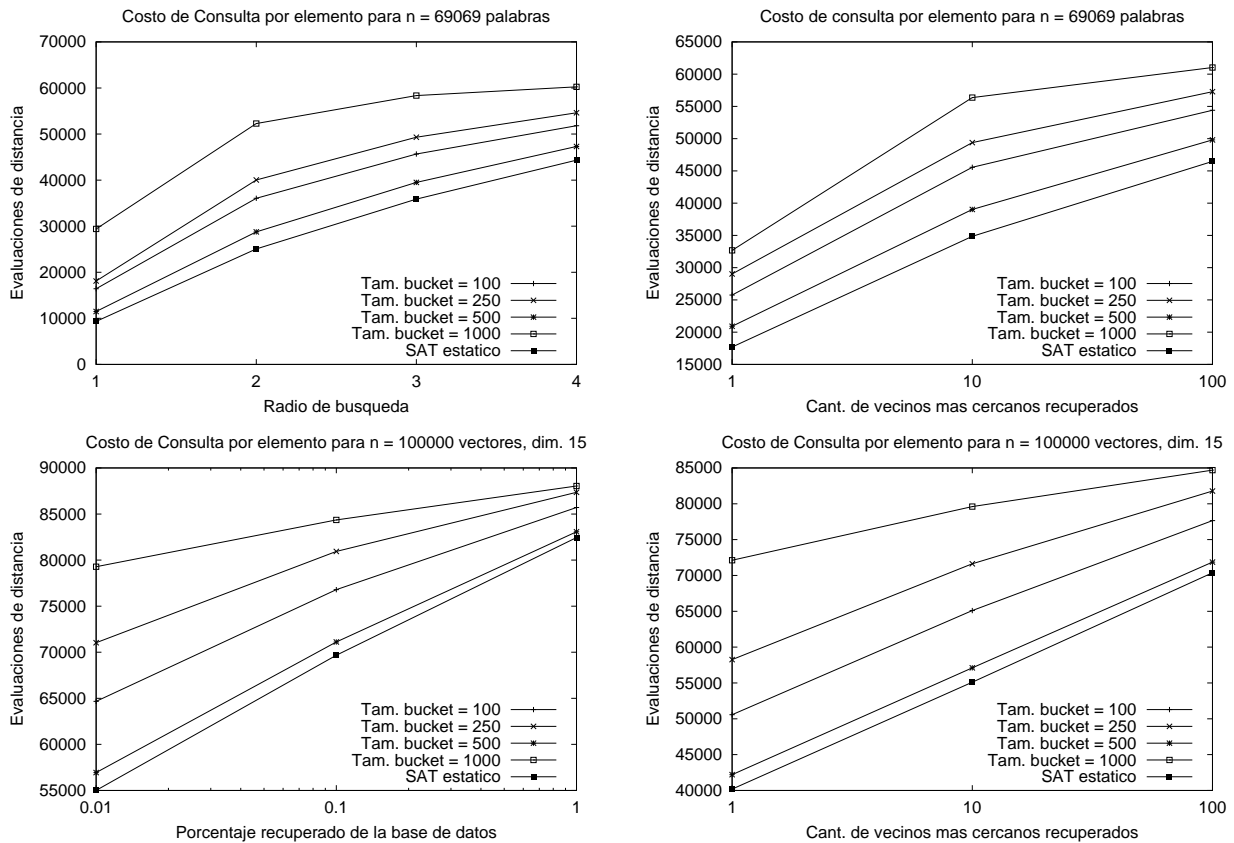 Costo de Consulta por elemento para n = 69069 palabras
70000
60000
50000
40000
30000
20000
10000
0
Evaluaciones de distancia
Tam. bucket = 100
Tam. bucket = 250
Tam. bucket = 500
Tam. bucket = 1000
SAT estatico
1 2 3 4
Radio de busqueda
Costo de consulta por elemento para n = 69069 palabras
65000
60000
55000
50000
45000
40000
35000
30000
25000
20000
15000
Evaluaciones de distancia
Tam. bucket = 100
Tam. bucket = 250
Tam. bucket = 500
Tam. bucket = 1000
SAT estatico
1 10 100
Cant. de vecinos mas cercanos recuperados
Costo de Consulta por elemento para n = 100000 vectores, dim. 15
90000
85000
80000
75000
70000
65000
60000
55000
Evaluaciones de distancia
Tam. bucket = 100
Tam. bucket = 250
Tam. bucket = 500
Tam. bucket = 1000
SAT estatico
0.01 0.1 1
Porcentaje recuperado de la base de datos
Costo de Consulta por elemento para n = 100000 vectores, dim. 15
85000
80000
75000
70000
65000
60000
55000
50000
45000
40000
Evaluaciones de distancia
Tam. bucket = 100
Tam. bucket = 250
Tam. bucket = 500
Tam. bucket = 1000
SAT estatico
1 10 100
Cant. de vecinos mas cercanos recuperados